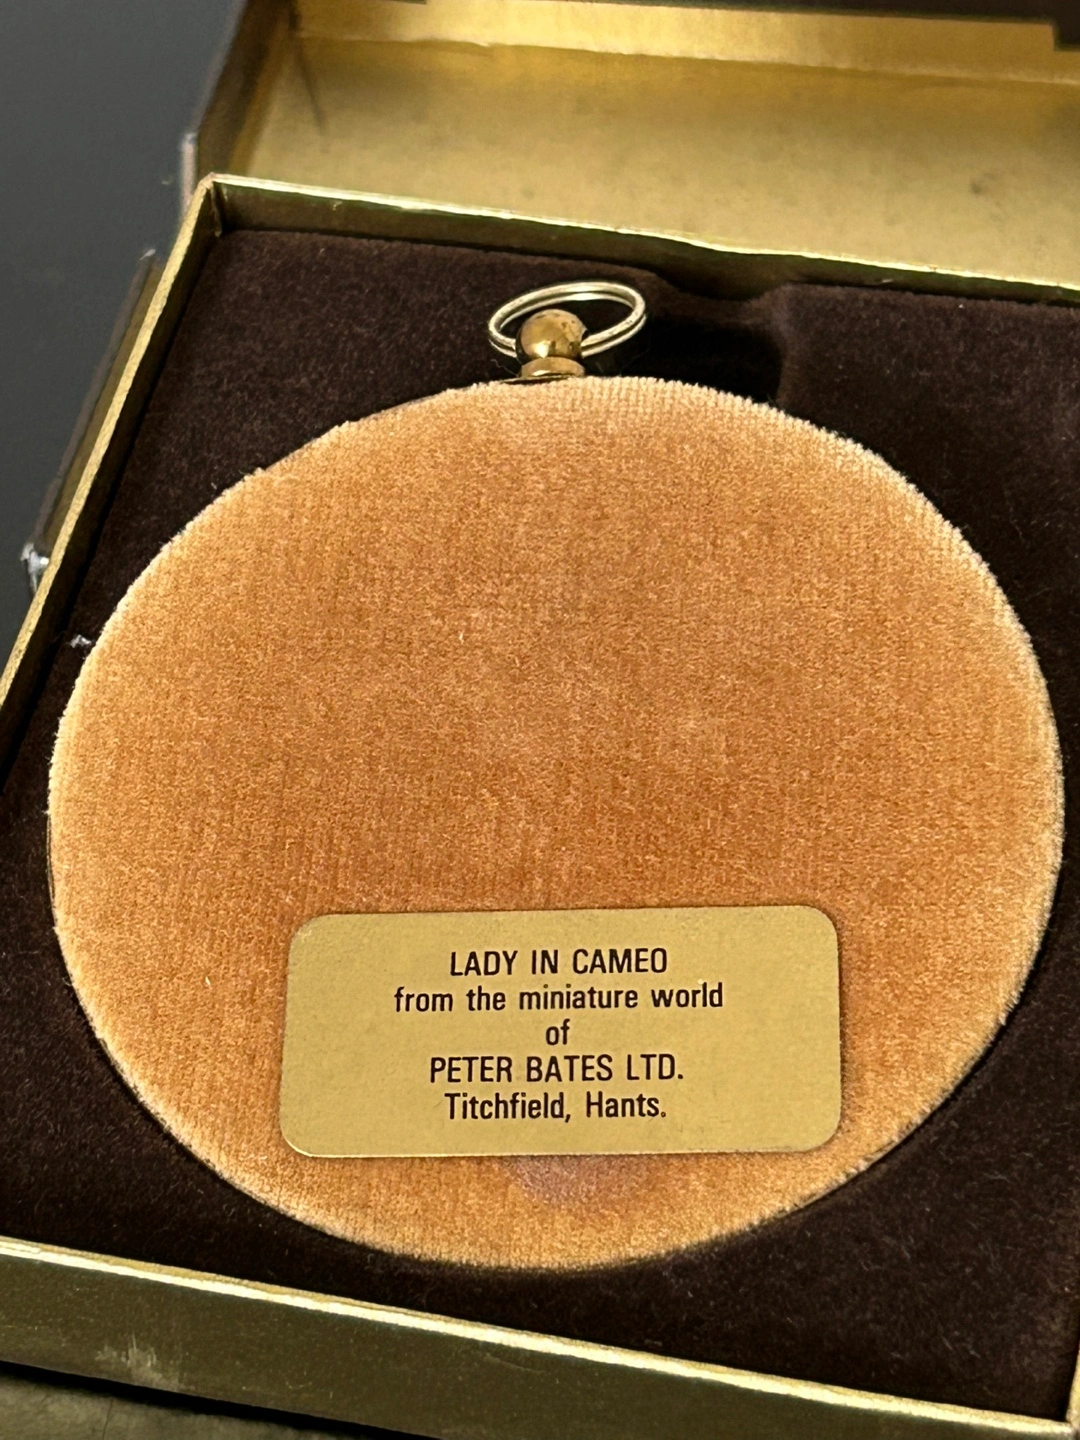 LADY IN CAMEO
from the miniature world
of
PETER BATES LTD.
Titchfield, Hants.